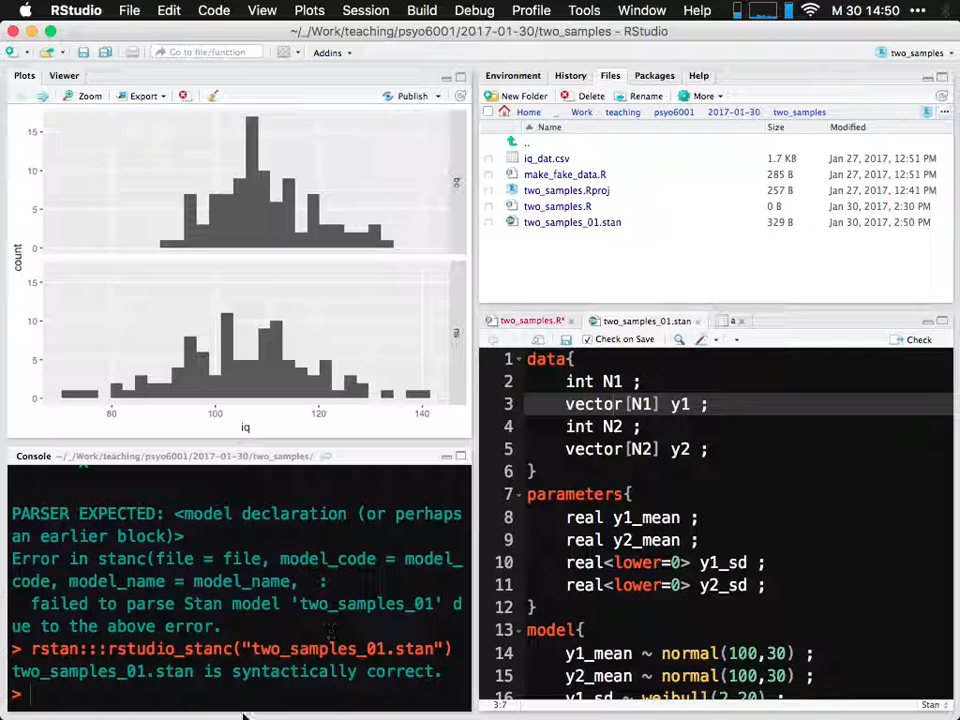 RStudio File Edit Code View Plots Session Build Debug Profile Tools Window Help M 30 14:50
~/_/Work/teaching/psyo6001/2017-01-30/two_samples - RStudio
Go to file/function Addins two_samples
Plots Viewer
Zoom Export Publish
15
10
5
0
bc
15
10
5
0
ns
count
80 100 120 140
iq
Environment History Files Packages Help
New Folder Delete Rename More
Home _ Work teaching psyo6001 2017-01-30 two_samples
Name Size Modified
..
iq_dat.csv 1.7 KB Jan 27, 2017, 12:51 PM
make_fake_data.R 285 B Jan 27, 2017, 12:51 PM
two_samples.Rproj 257 B Jan 27, 2017, 12:41 PM
two_samples.R 0 B Jan 30, 2017, 2:30 PM
two_samples_01.stan 329 B Jan 30, 2017, 2:50 PM
Console ~/_/Work/teaching/psyo6001/2017-01-30/two_samples/
^
PARSER EXPECTED: <model declaration (or perhaps
an earlier block)>
Error in stanc(file = file, model_code = model_
code, model_name = model_name,  :
failed to parse Stan model 'two_samples_01' d
ue to the above error.
> rstan:::rstudio_stanc("two_samples_01.stan")
two_samples_01.stan is syntactically correct.
>
two_samples.R* two_samples_01.stan a
Check on Save Check
1 data{
2 int N1 ;
3 vector[N1] y1 ;
4 int N2 ;
5 vector[N2] y2 ;
6 }
7 parameters{
8 real y1_mean ;
9 real y2_mean ;
10 real<lower=0> y1_sd ;
11 real<lower=0> y2_sd ;
12 }
13 model{
14 y1_mean ~ normal(100,30) ;
15 y2_mean ~ normal(100,30) ;
16 y1_sd ~ weibull(2,20) ;
3:7 Stan